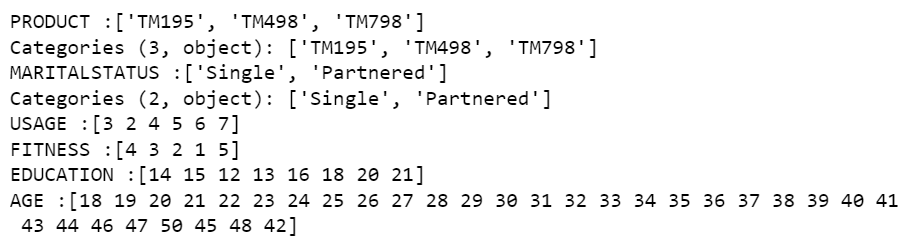 PRODUCT :['TM195', 'TM498', 'TM798']
Categories (3, object): ['TM195', 'TM498', 'TM798']
MARITALSTATUS :['Single', 'Partnered']
Categories (2, object): ['Single', 'Partnered']
USAGE :[3 2 4 5 6 7]
FITNESS :[4 3 2 1 5]
EDUCATION :[14 15 12 13 16 18 20 21]
AGE :[18 19 20 21 22 23 24 25 26 27 28 29 30 31 32 33 34 35 36 37 38 39 40 41
 43 44 46 47 50 45 48 42]